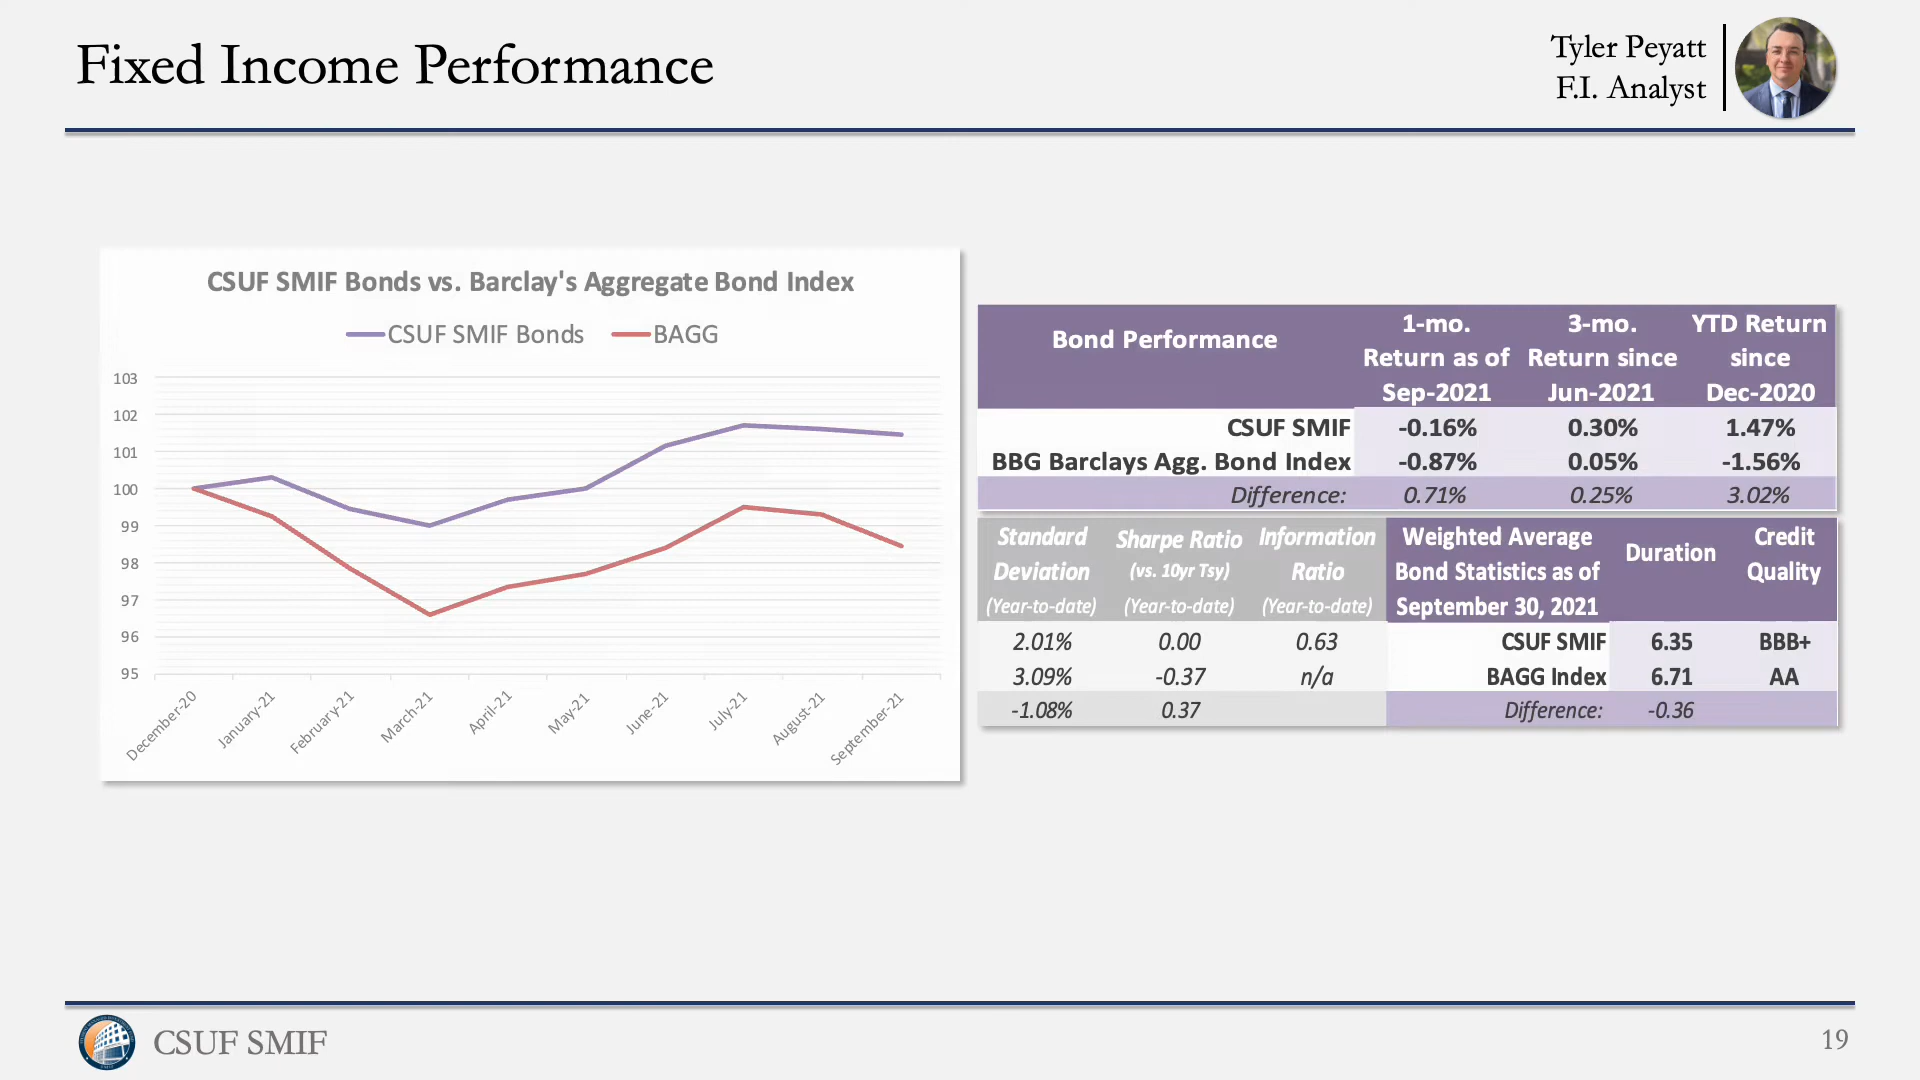 Fixed Income Performance
Tyler Peyatt
F.I. Analyst
CSUF SMIF Bonds vs. Barclay's Aggregate Bond Index
CSUF SMIF Bonds BAGG
103
102
101
100
99
98
97
96
95
December-20 January-21 February-21 March-21 April-21 May-21 June-21 July-21 August-21 September-21
Bond Performance
1-mo. Return as of Sep-2021
3-mo. Return since Jun-2021
YTD Return since Dec-2020
CSUF SMIF -0.16% 0.30% 1.47%
BBG Barclays Agg. Bond Index -0.87% 0.05% -1.56%
Difference: 0.71% 0.25% 3.02%
Standard Deviation (Year-to-date)
Sharpe Ratio (vs. 10yr Tsy) (Year-to-date)
Information Ratio (Year-to-date)
Weighted Average Bond Statistics as of September 30, 2021
Duration
Credit Quality
2.01% 0.00 0.63 CSUF SMIF 6.35 BBB+
3.09% -0.37 n/a BAGG Index 6.71 AA
-1.08% 0.37 Difference: -0.36
CSUF SMIF
19